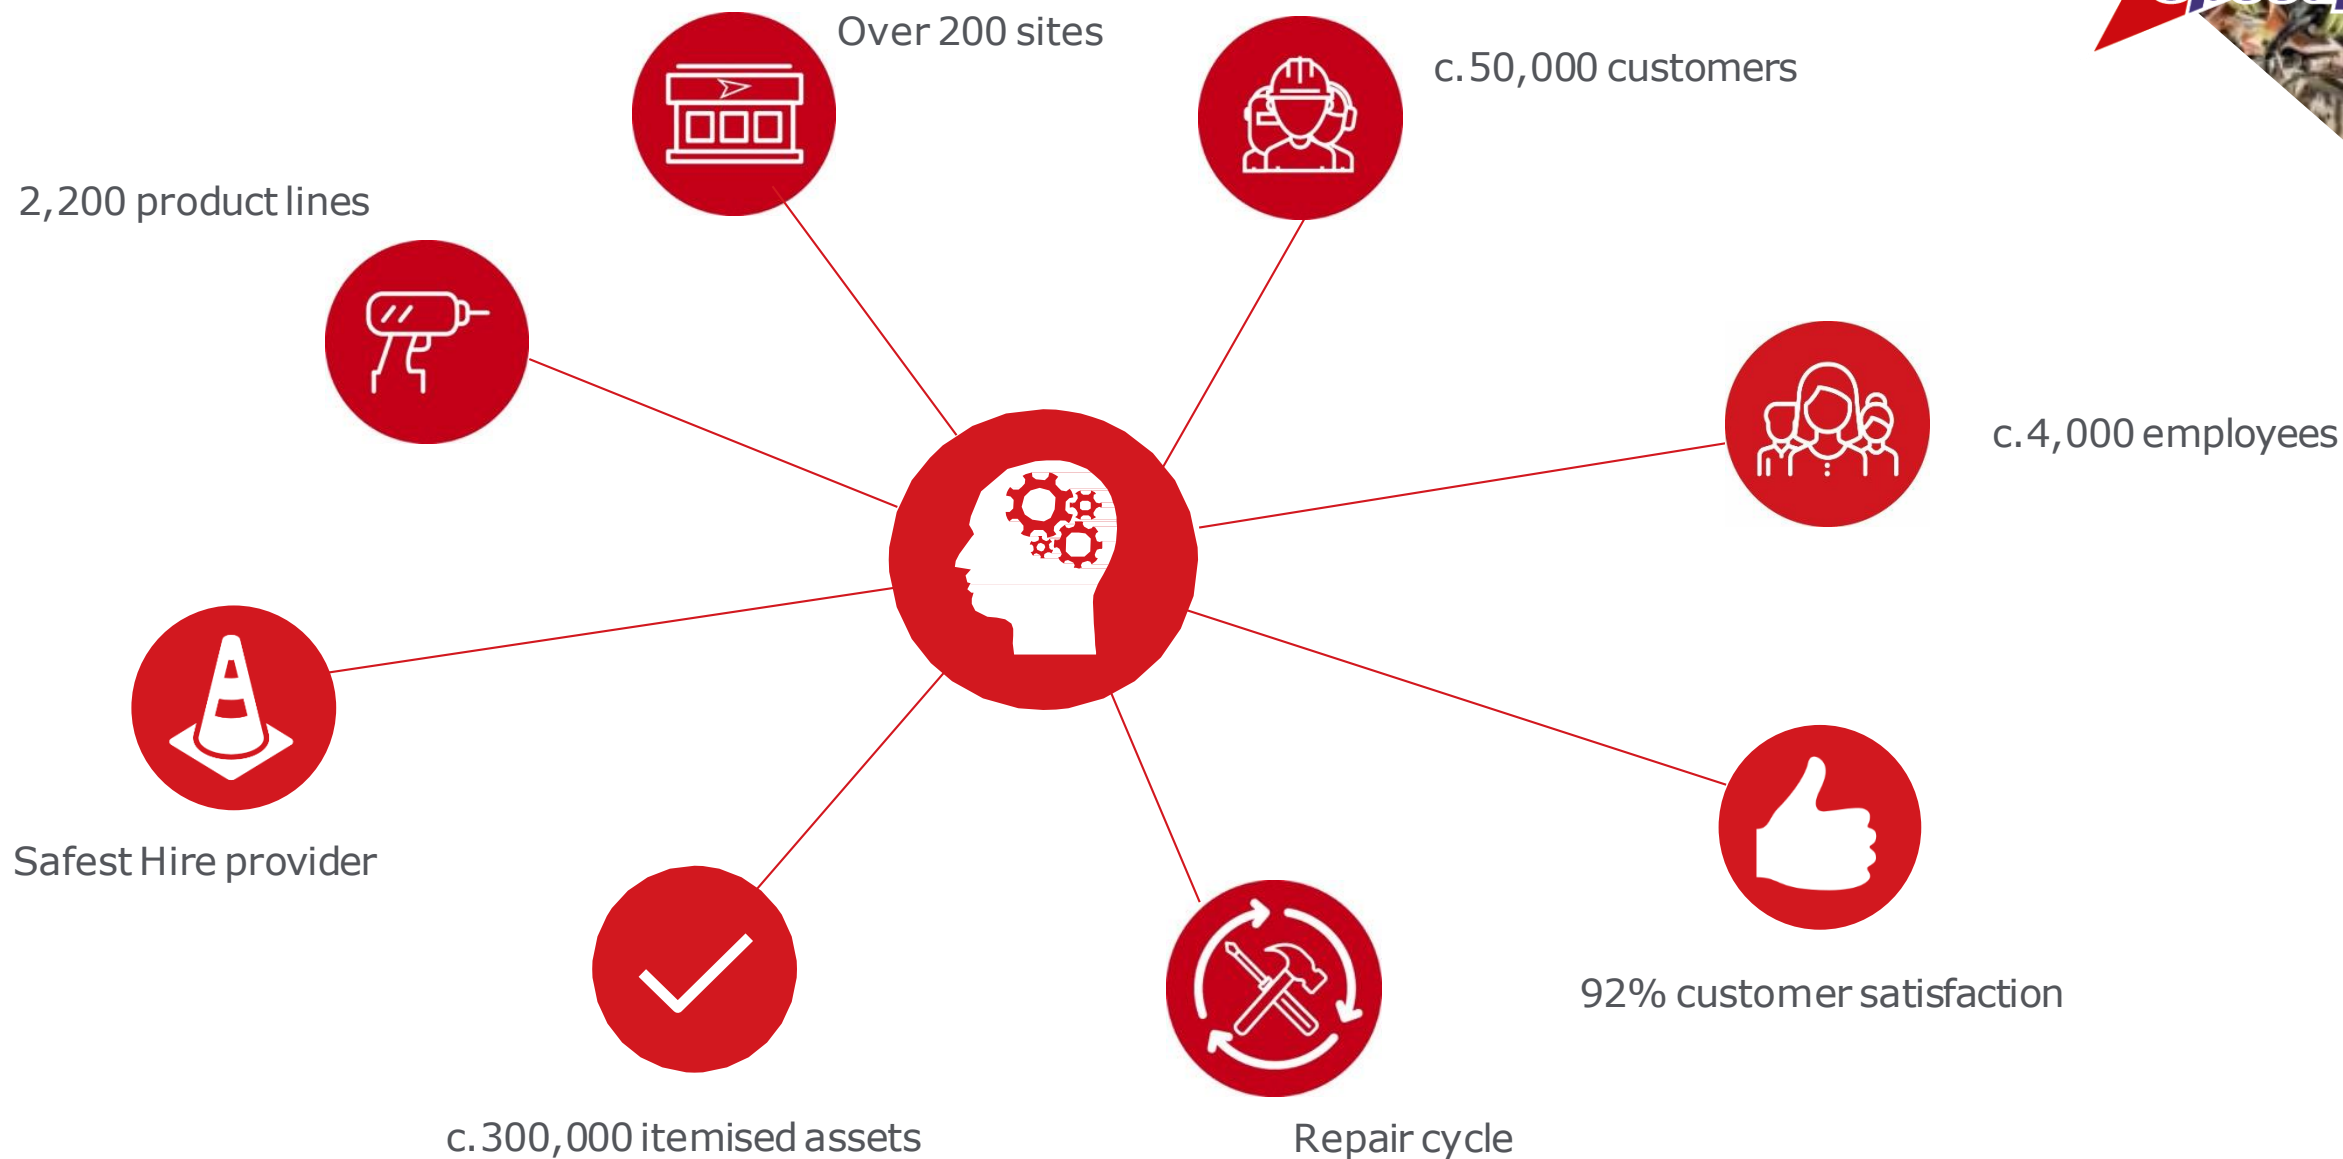 Over 200 sites
c.50,000 customers
2,200 product lines
c.4,000 employees
Safest Hire provider
92% customer satisfaction
c.300,000 itemised assets
Repair cycle